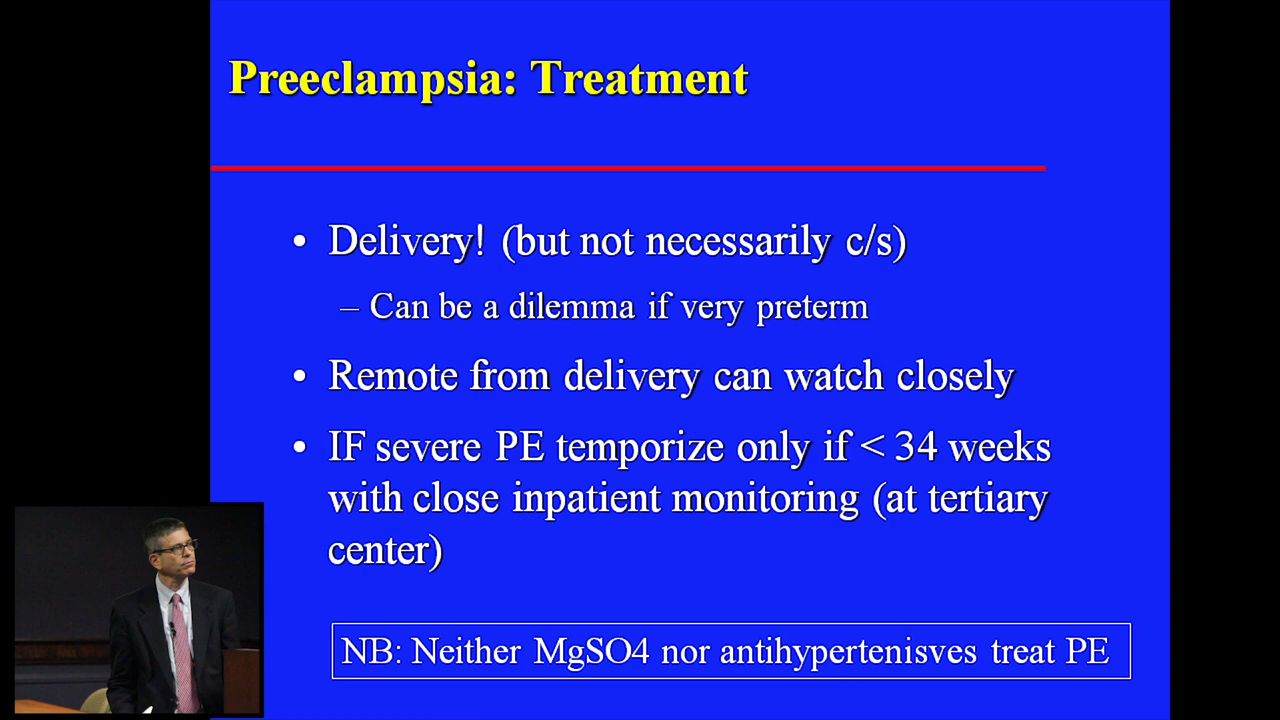 Preeclampsia: Treatment
• Delivery! (but not necessarily c/s)
– Can be a dilemma if very preterm
• Remote from delivery can watch closely
• IF severe PE temporize only if < 34 weeks
with close inpatient monitoring (at tertiary
center)
NB: Neither MgSO4 nor antihypertenisves treat PE